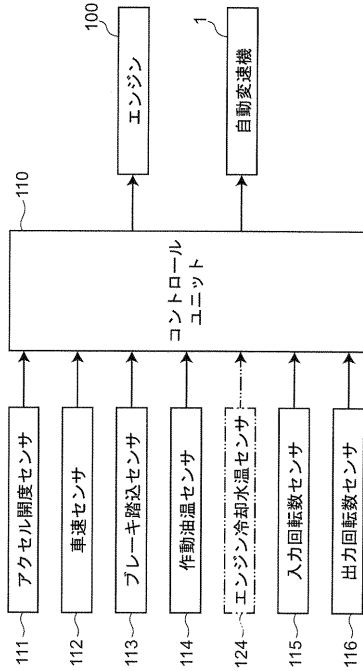 111 アクセル開度センサ
112 車速センサ
113 ブレーキ踏込センサ
114 作動油温センサ
124 エンジン冷却水温センサ
115 入力回転数センサ
116 出力回転数センサ
110
コントロール
ユニット
100
エンジン
1
自動変速機